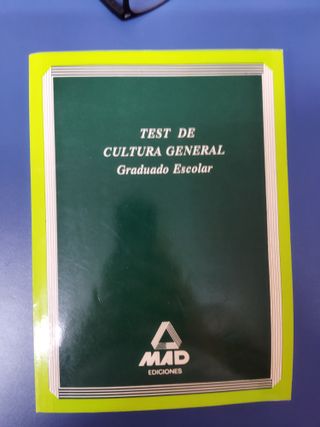 TEST DE
CULTURA GENERAL
Graduado Escolar
MAD
EDICIONES